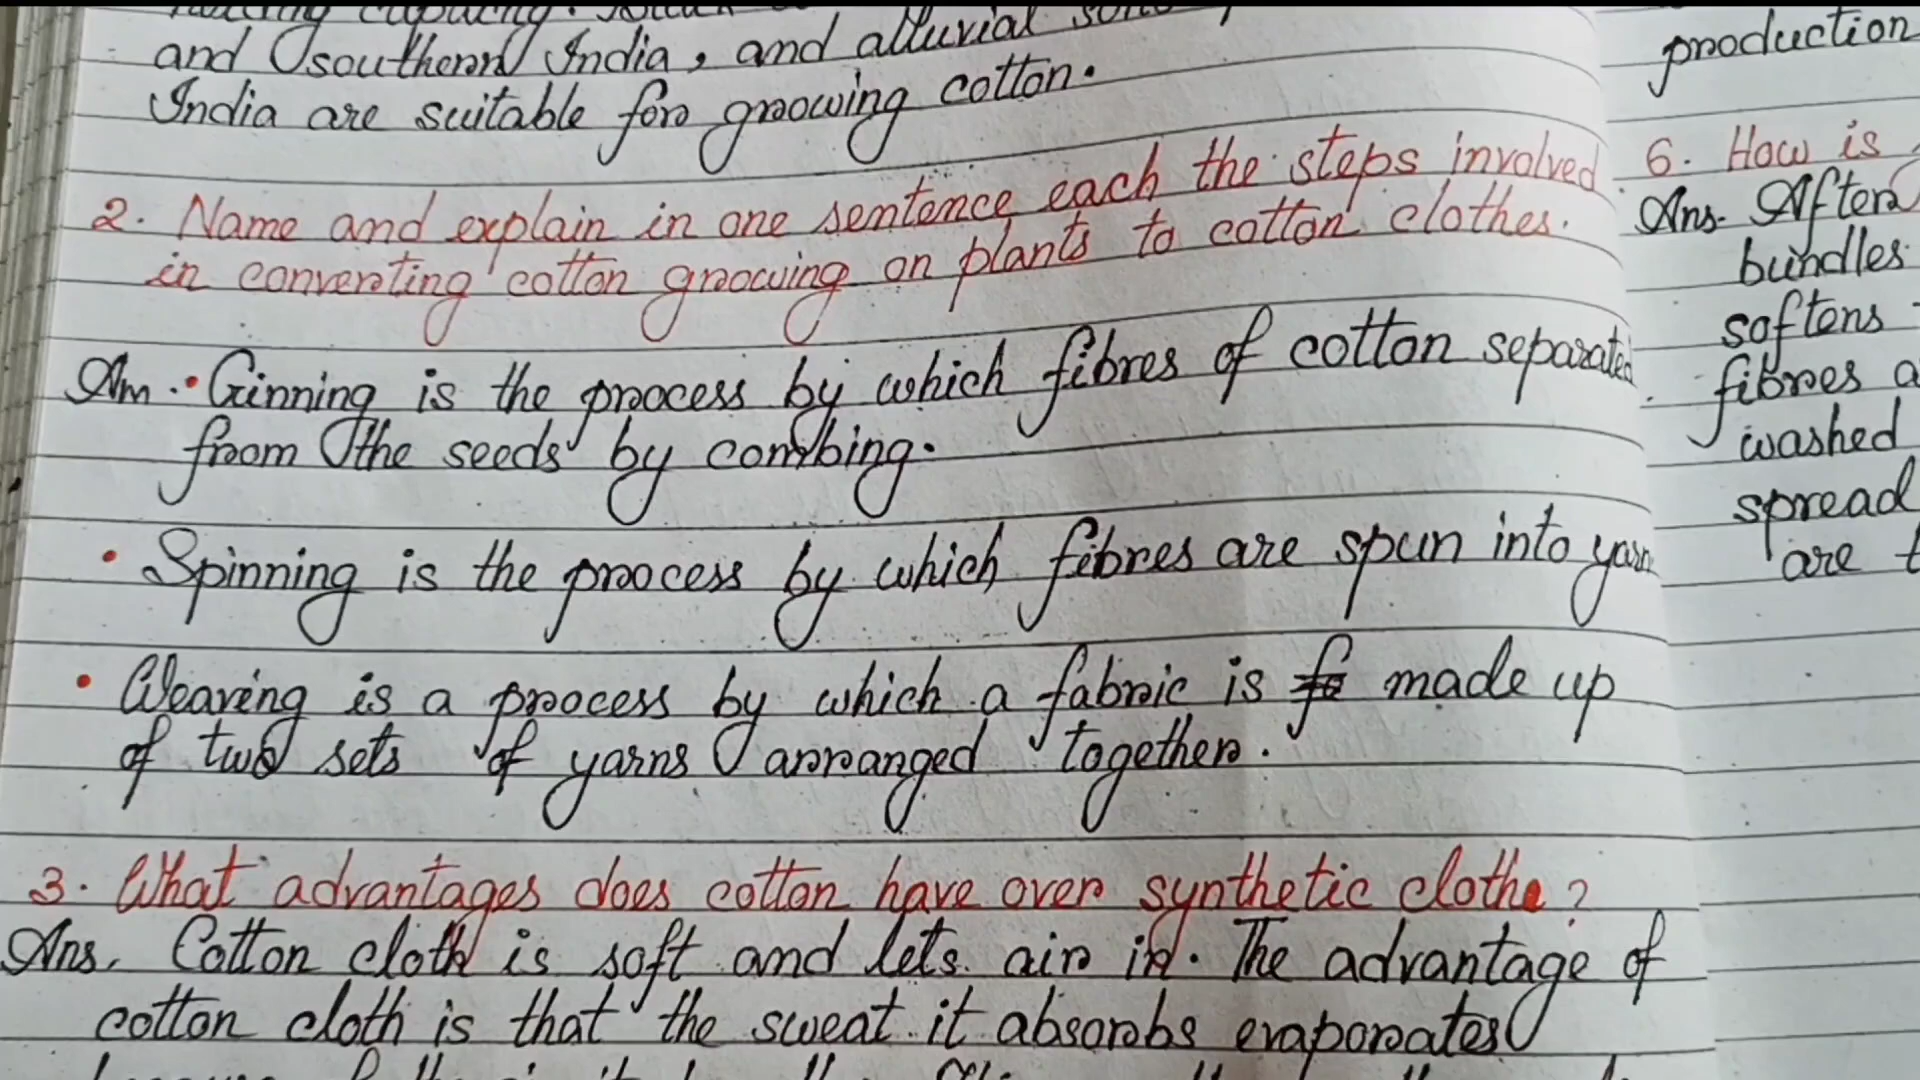 and southern India, and alluvial
India are suitable for growing cotton.
2. Name and explain in one sentence each the steps involved
in converting cotton growing on plants to cotton clothes.
Ans. • Ginning is the process by which fibres of cotton separated
from the seeds by combing.
• Spinning is the process by which fibres are spun into yarn
• Weaving is a process by which a fabric is made up
of two sets of yarns arranged together.
3. What advantages does cotton have over synthetic cloth?
Ans. Cotton cloth is soft and lets air in. The advantage of
cotton cloth is that the sweat it absorbs evaporates
production
6. How is
Ans. After
bundles
softens
fibres a
washed
spread
are t